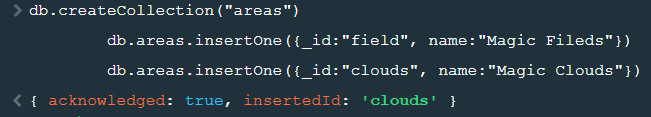 > db.createCollection("areas")
db.areas.insertOne({_id:"field", name:"Magic Fileds"})
db.areas.insertOne({_id:"clouds", name:"Magic Clouds"})
< { acknowledged: true, insertedId: 'clouds' }